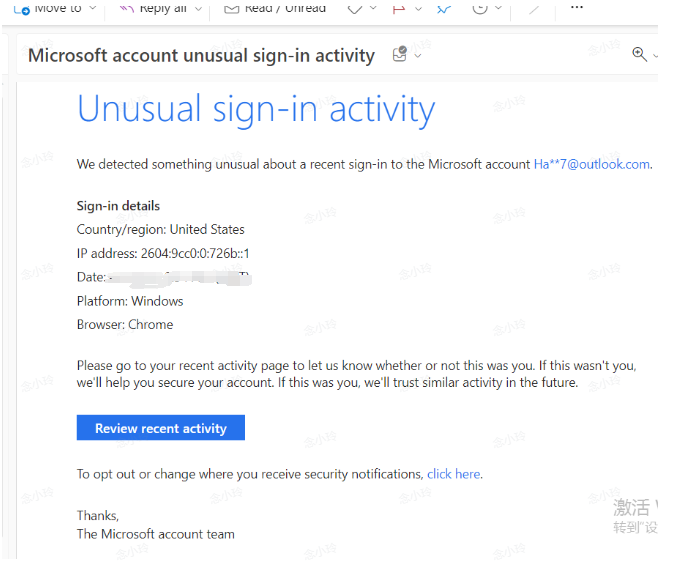 Move to
Reply all
Read / Unread
Microsoft account unusual sign-in activity
Unusual sign-in activity
We detected something unusual about a recent sign-in to the Microsoft account Ha**7@outlook.com.
Sign-in details
Country/region: United States
IP address: 2604:9cc0:0:726b::1
Date:
Platform: Windows
Browser: Chrome
Please go to your recent activity page to let us know whether or not this was you. If this wasn't you,
we'll help you secure your account. If this was you, we'll trust similar activity in the future.
Review recent activity
To opt out or change where you receive security notifications, click here.
Thanks,
The Microsoft account team
激活
转到"设